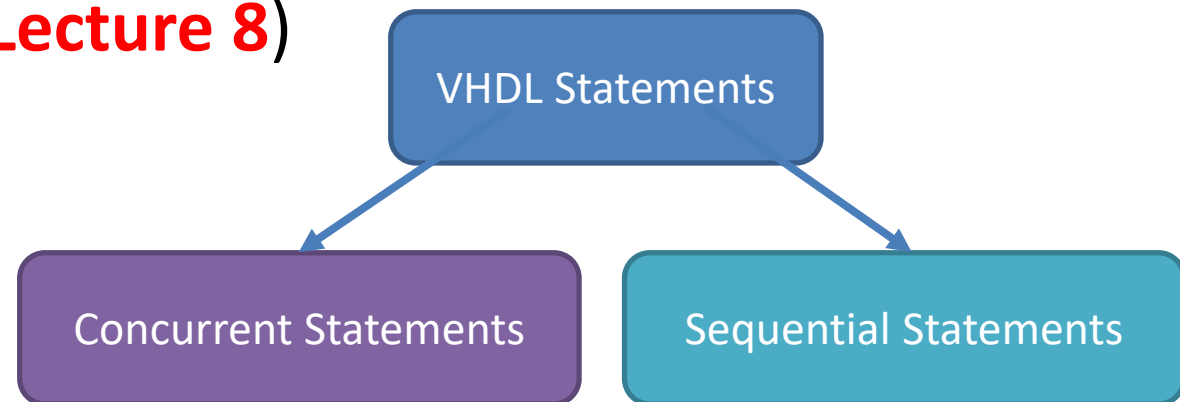 Lecture 8)
VHDL Statements
Concurrent Statements
Sequential Statements